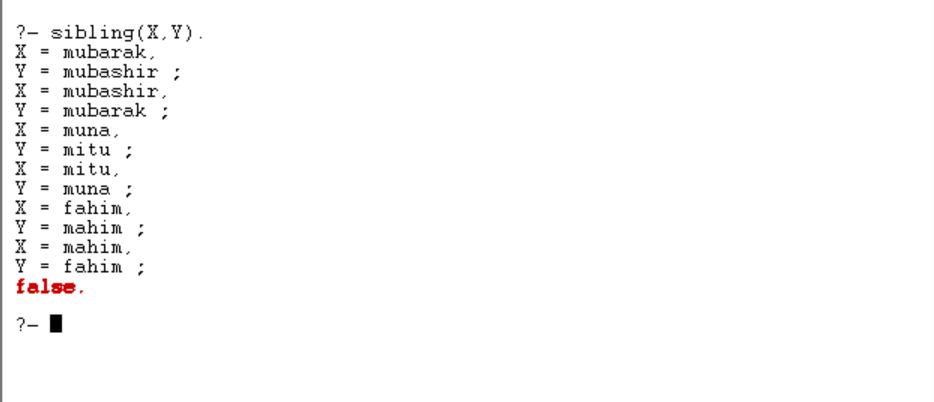 ?- sibling(X,Y).
X = mubarak,
Y = mubashir ;
X = mubashir,
Y = mubarak ;
X = muna,
Y = mitu ;
X = mitu,
Y = muna ;
X = fahim,
Y = mahim ;
X = mahim,
Y = fahim ;
false.
?-